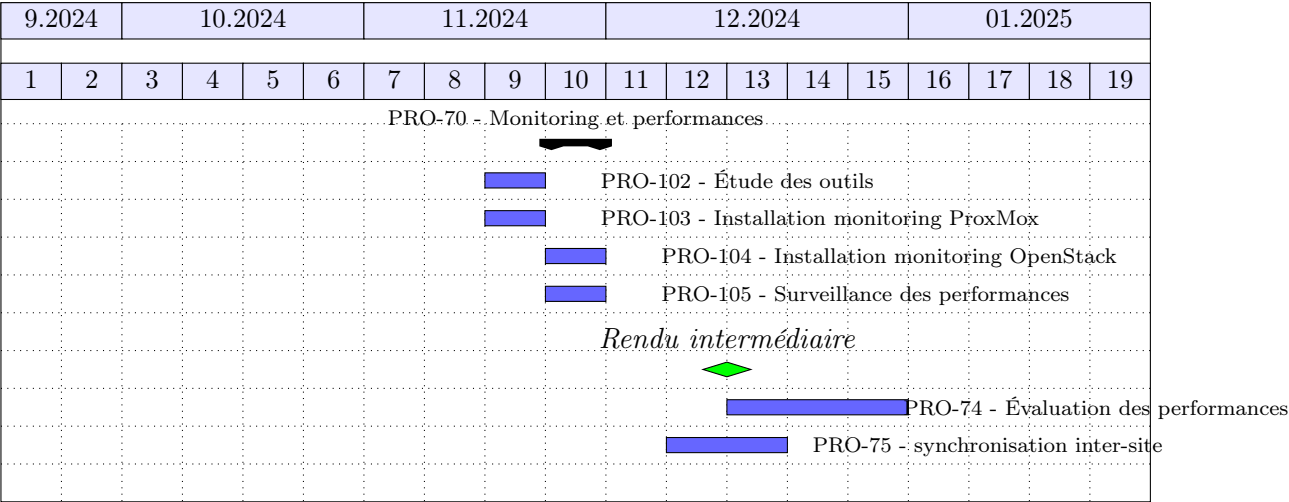 9.2024 10.2024 11.2024 12.2024 01.2025
1 2 3 4 5 6 7 8 9 10 11 12 13 14 15 16 17 18 19
PRO-70 - Monitoring et performances
PRO-102 - Étude des outils
PRO-103 - Installation monitoring ProxMox
PRO-104 - Installation monitoring OpenStack
PRO-105 - Surveillance des performances
Rendu intermédiaire
PRO-74 - Évaluation des performances
PRO-75 - synchronisation inter-site